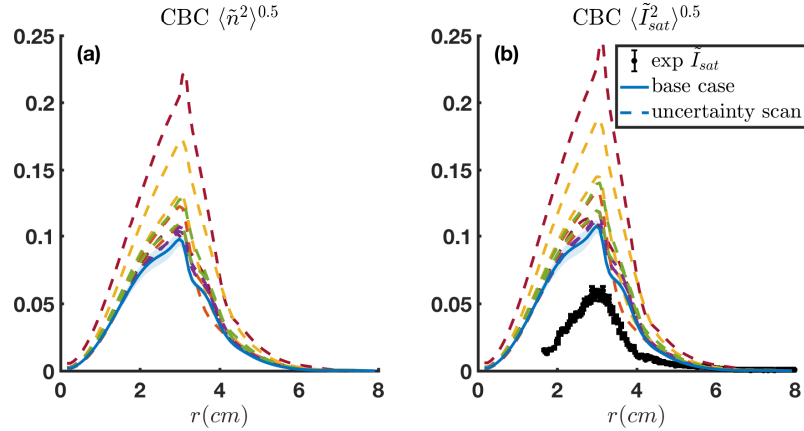 CBC ⟨ñ²⟩^0.5
(a)
0.25
0.2
0.15
0.1
0.05
0
0 2 4 6 8
r(cm)
CBC ⟨Ĩ²_sat⟩^0.5
(b)
exp Ĩ_sat
base case
uncertainty scan
0.25
0.2
0.15
0.1
0.05
0
0 2 4 6 8
r(cm)